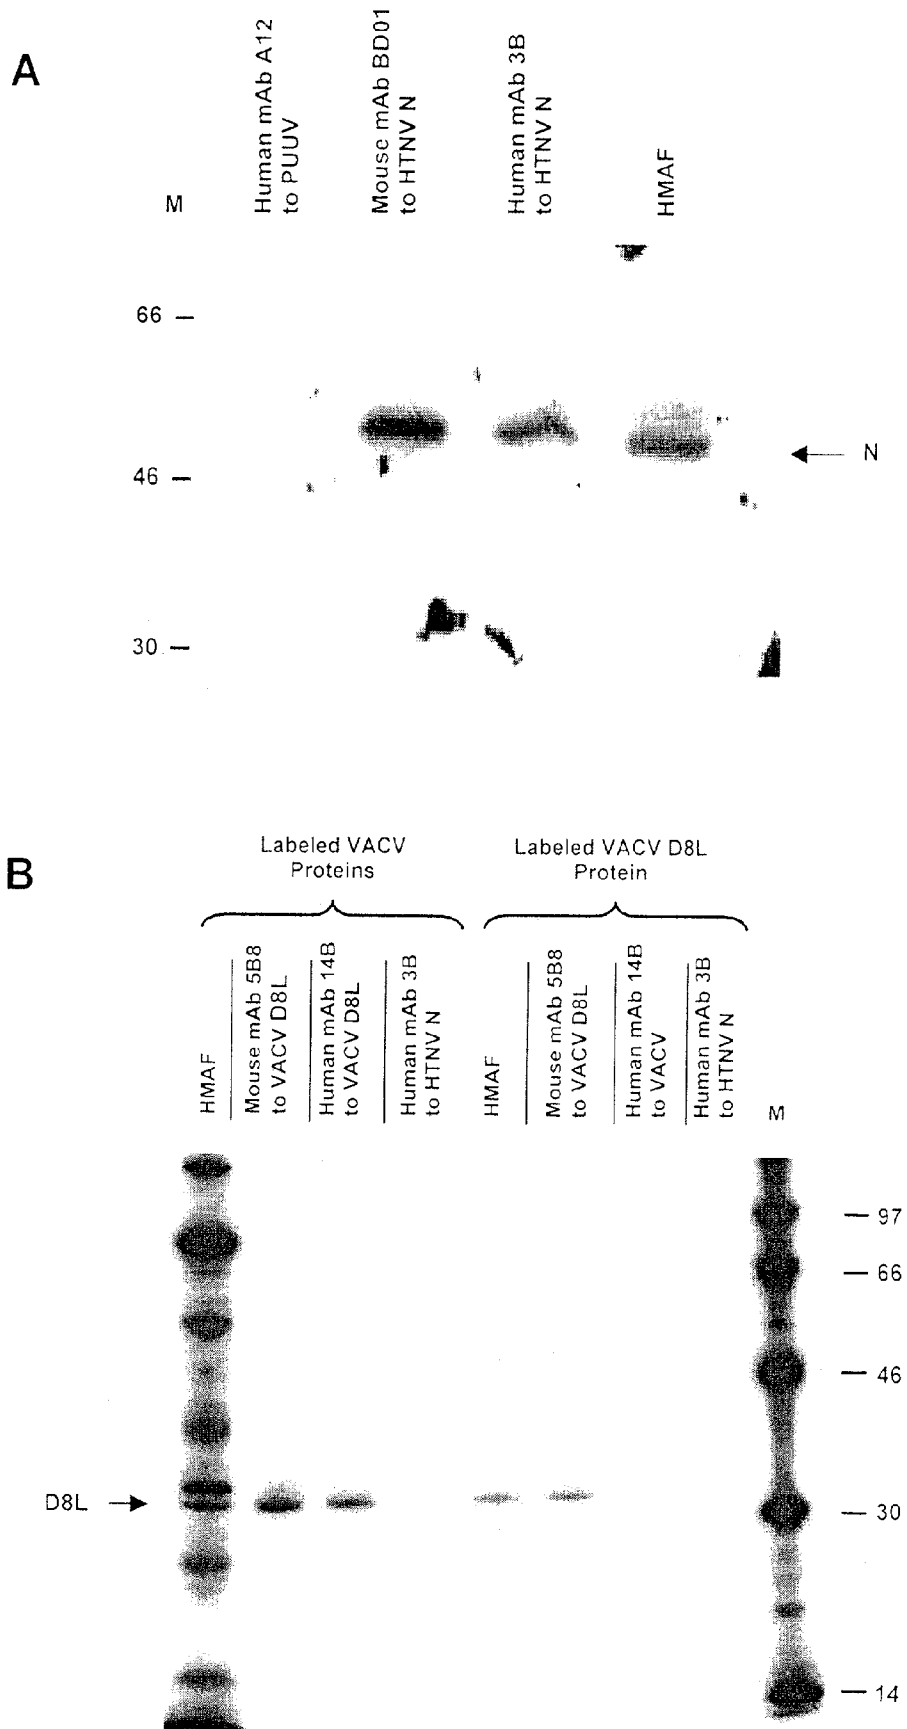 A
M
Human mAb A12
to PUUV
Mouse mAb BD01
to HTNV N
Human mAb 3B
to HTNV N
HMAF
66
46
30
N
B
Labeled VACV
Proteins
Labeled VACV D8L
Protein
HMAF
Mouse mAb 5B8
to VACV D8L
Human mAb 14B
to VACV D8L
Human mAb 3B
to HTNV N
HMAF
Mouse mAb 5B8
to VACV D8L
Human mAb 14B
to VACV
Human mAb 3B
to HTNV N
M
97
66
46
30
14
D8L